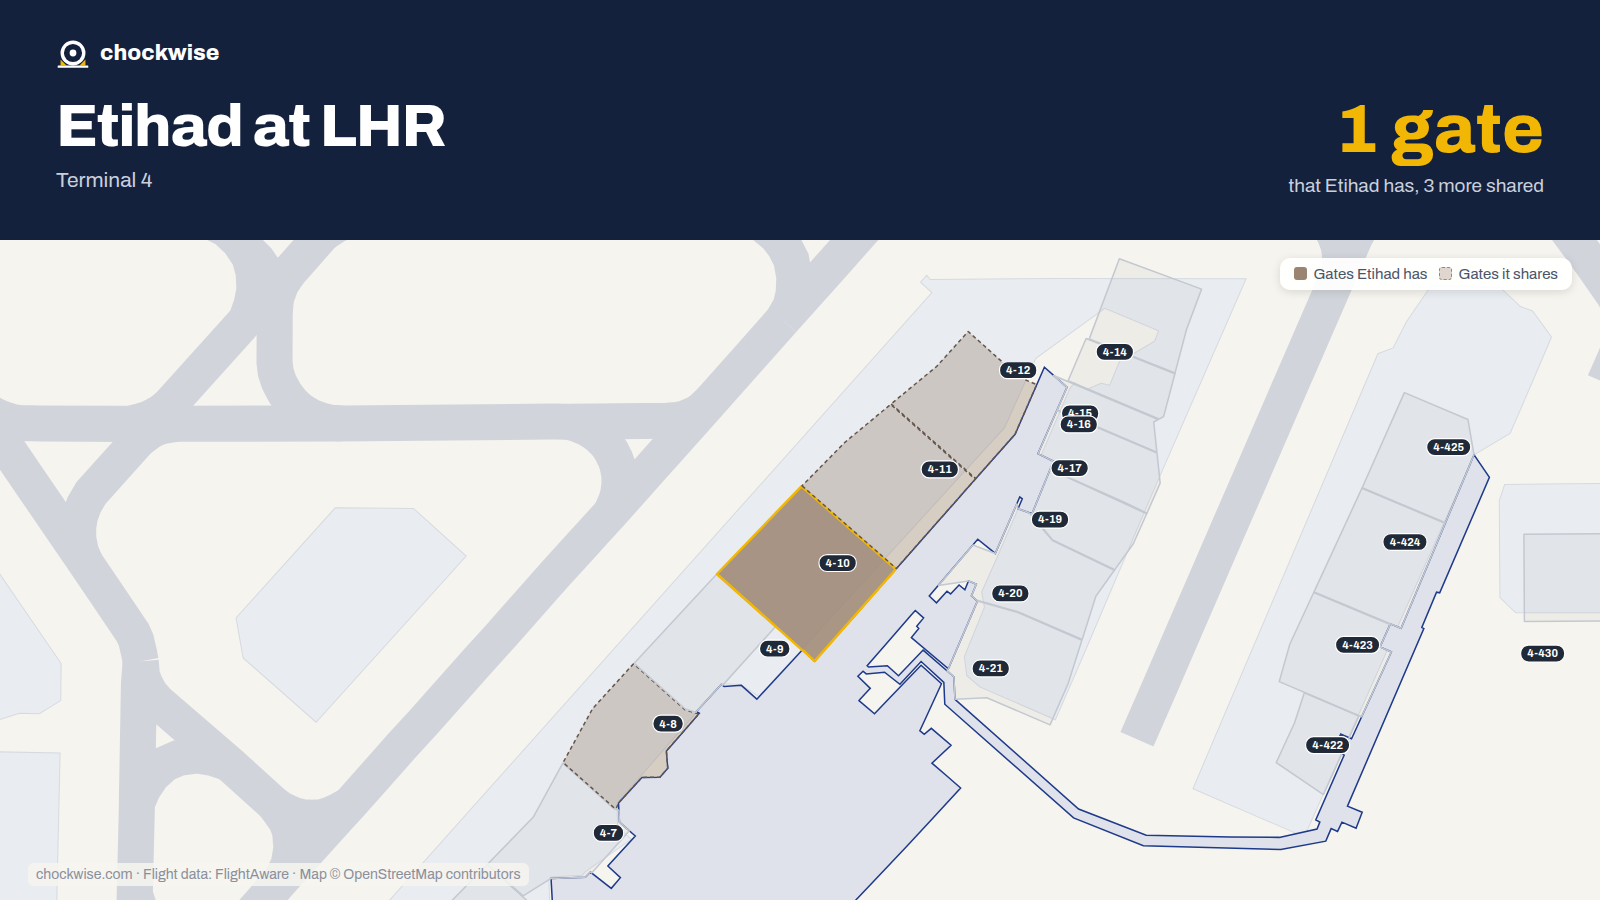 chockwise
Etihad at LHR
Terminal 4
1 gate
that Etihad has, 3 more shared
Gates Etihad has
Gates it shares
4-14
4-12
4-15
4-16
4-425
4-11
4-17
4-19
4-424
4-10
4-20
4-9
4-423
4-430
4-21
4-8
4-422
4-7
chockwise.com · Flight data: FlightAware · Map © OpenStreetMap contributors